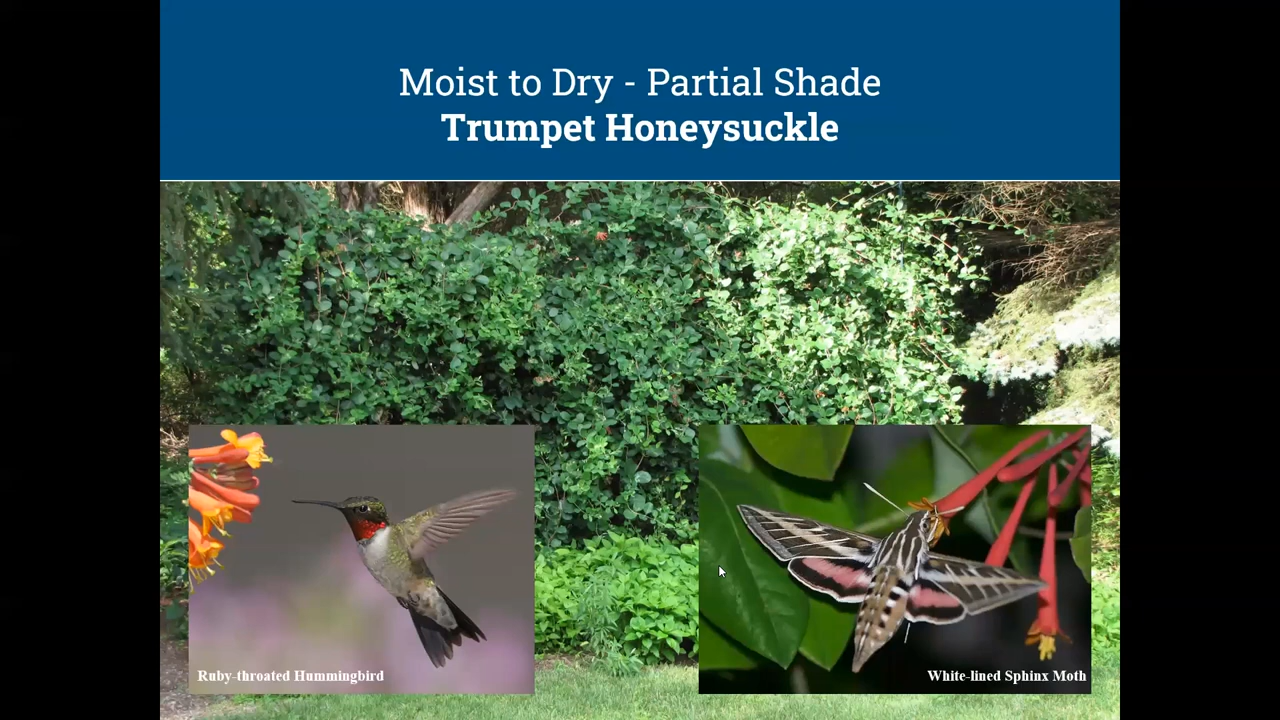 Moist to Dry - Partial Shade
Trumpet Honeysuckle
Ruby-throated Hummingbird
White-lined Sphinx Moth